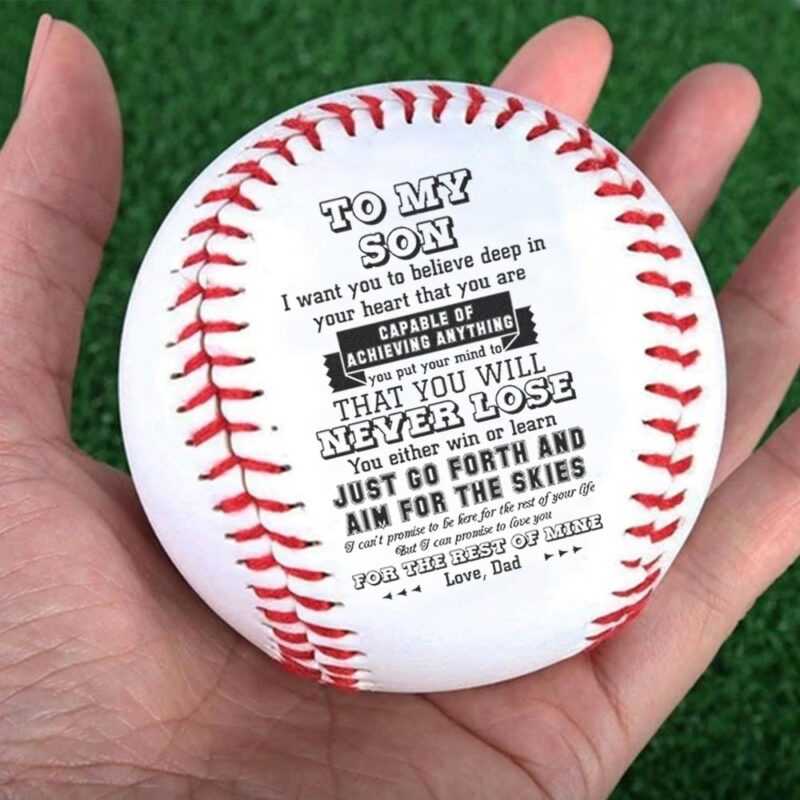 TO MY
SON
I want you to believe deep in
your heart that you are
CAPABLE OF
ACHIEVING ANYTHING
you put your mind to
THAT YOU WILL
NEVER LOSE
You either win or learn
JUST GO FORTH AND
AIM FOR THE SKIES
I can't promise to be here for the rest of your life
But I can promise to love you
FOR THE REST OF MINE
Love, Dad